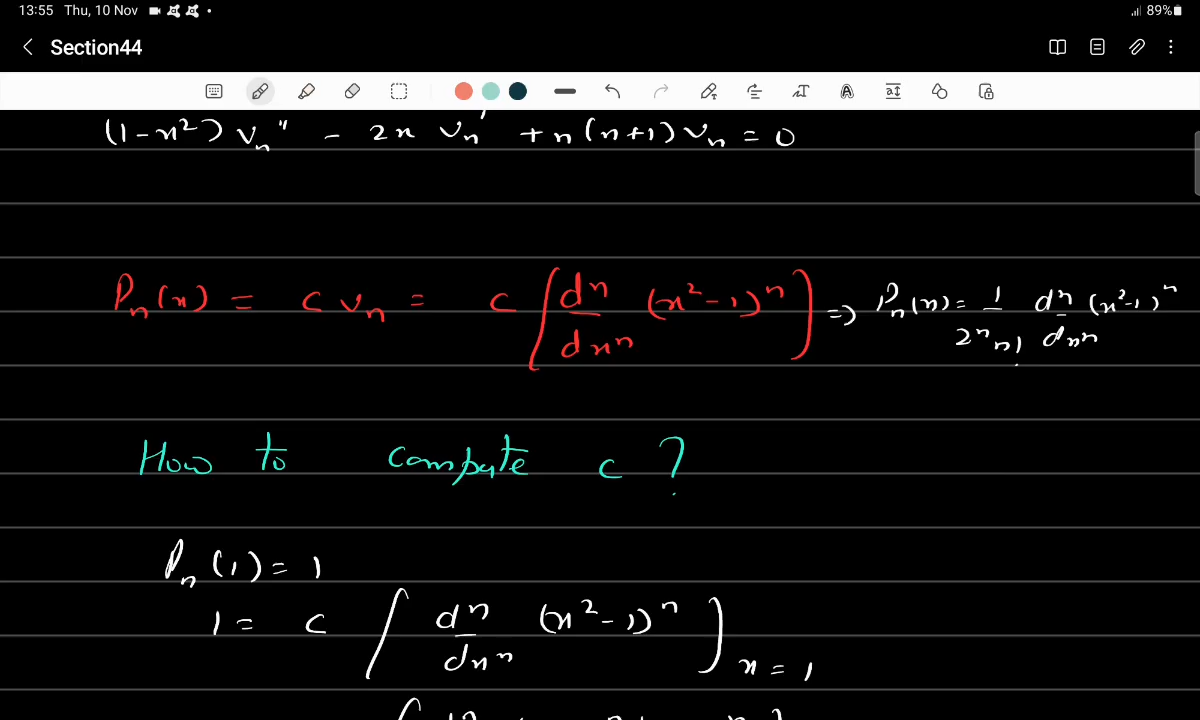 13:55 Thu, 10 Nov 89%
Section44
(1-x²) vₙ'' - 2x vₙ' + n(n+1) vₙ = 0
Pₙ(x) = c vₙ = c [dⁿ/dxⁿ (x²-1)ⁿ] => Pₙ(x) = 1/(2ⁿ n!) dⁿ/dxⁿ (x²-1)ⁿ
How to compute c ?
Pₙ(1) = 1
1 = c [dⁿ/dxⁿ (x²-1)ⁿ]ₓ₌₁